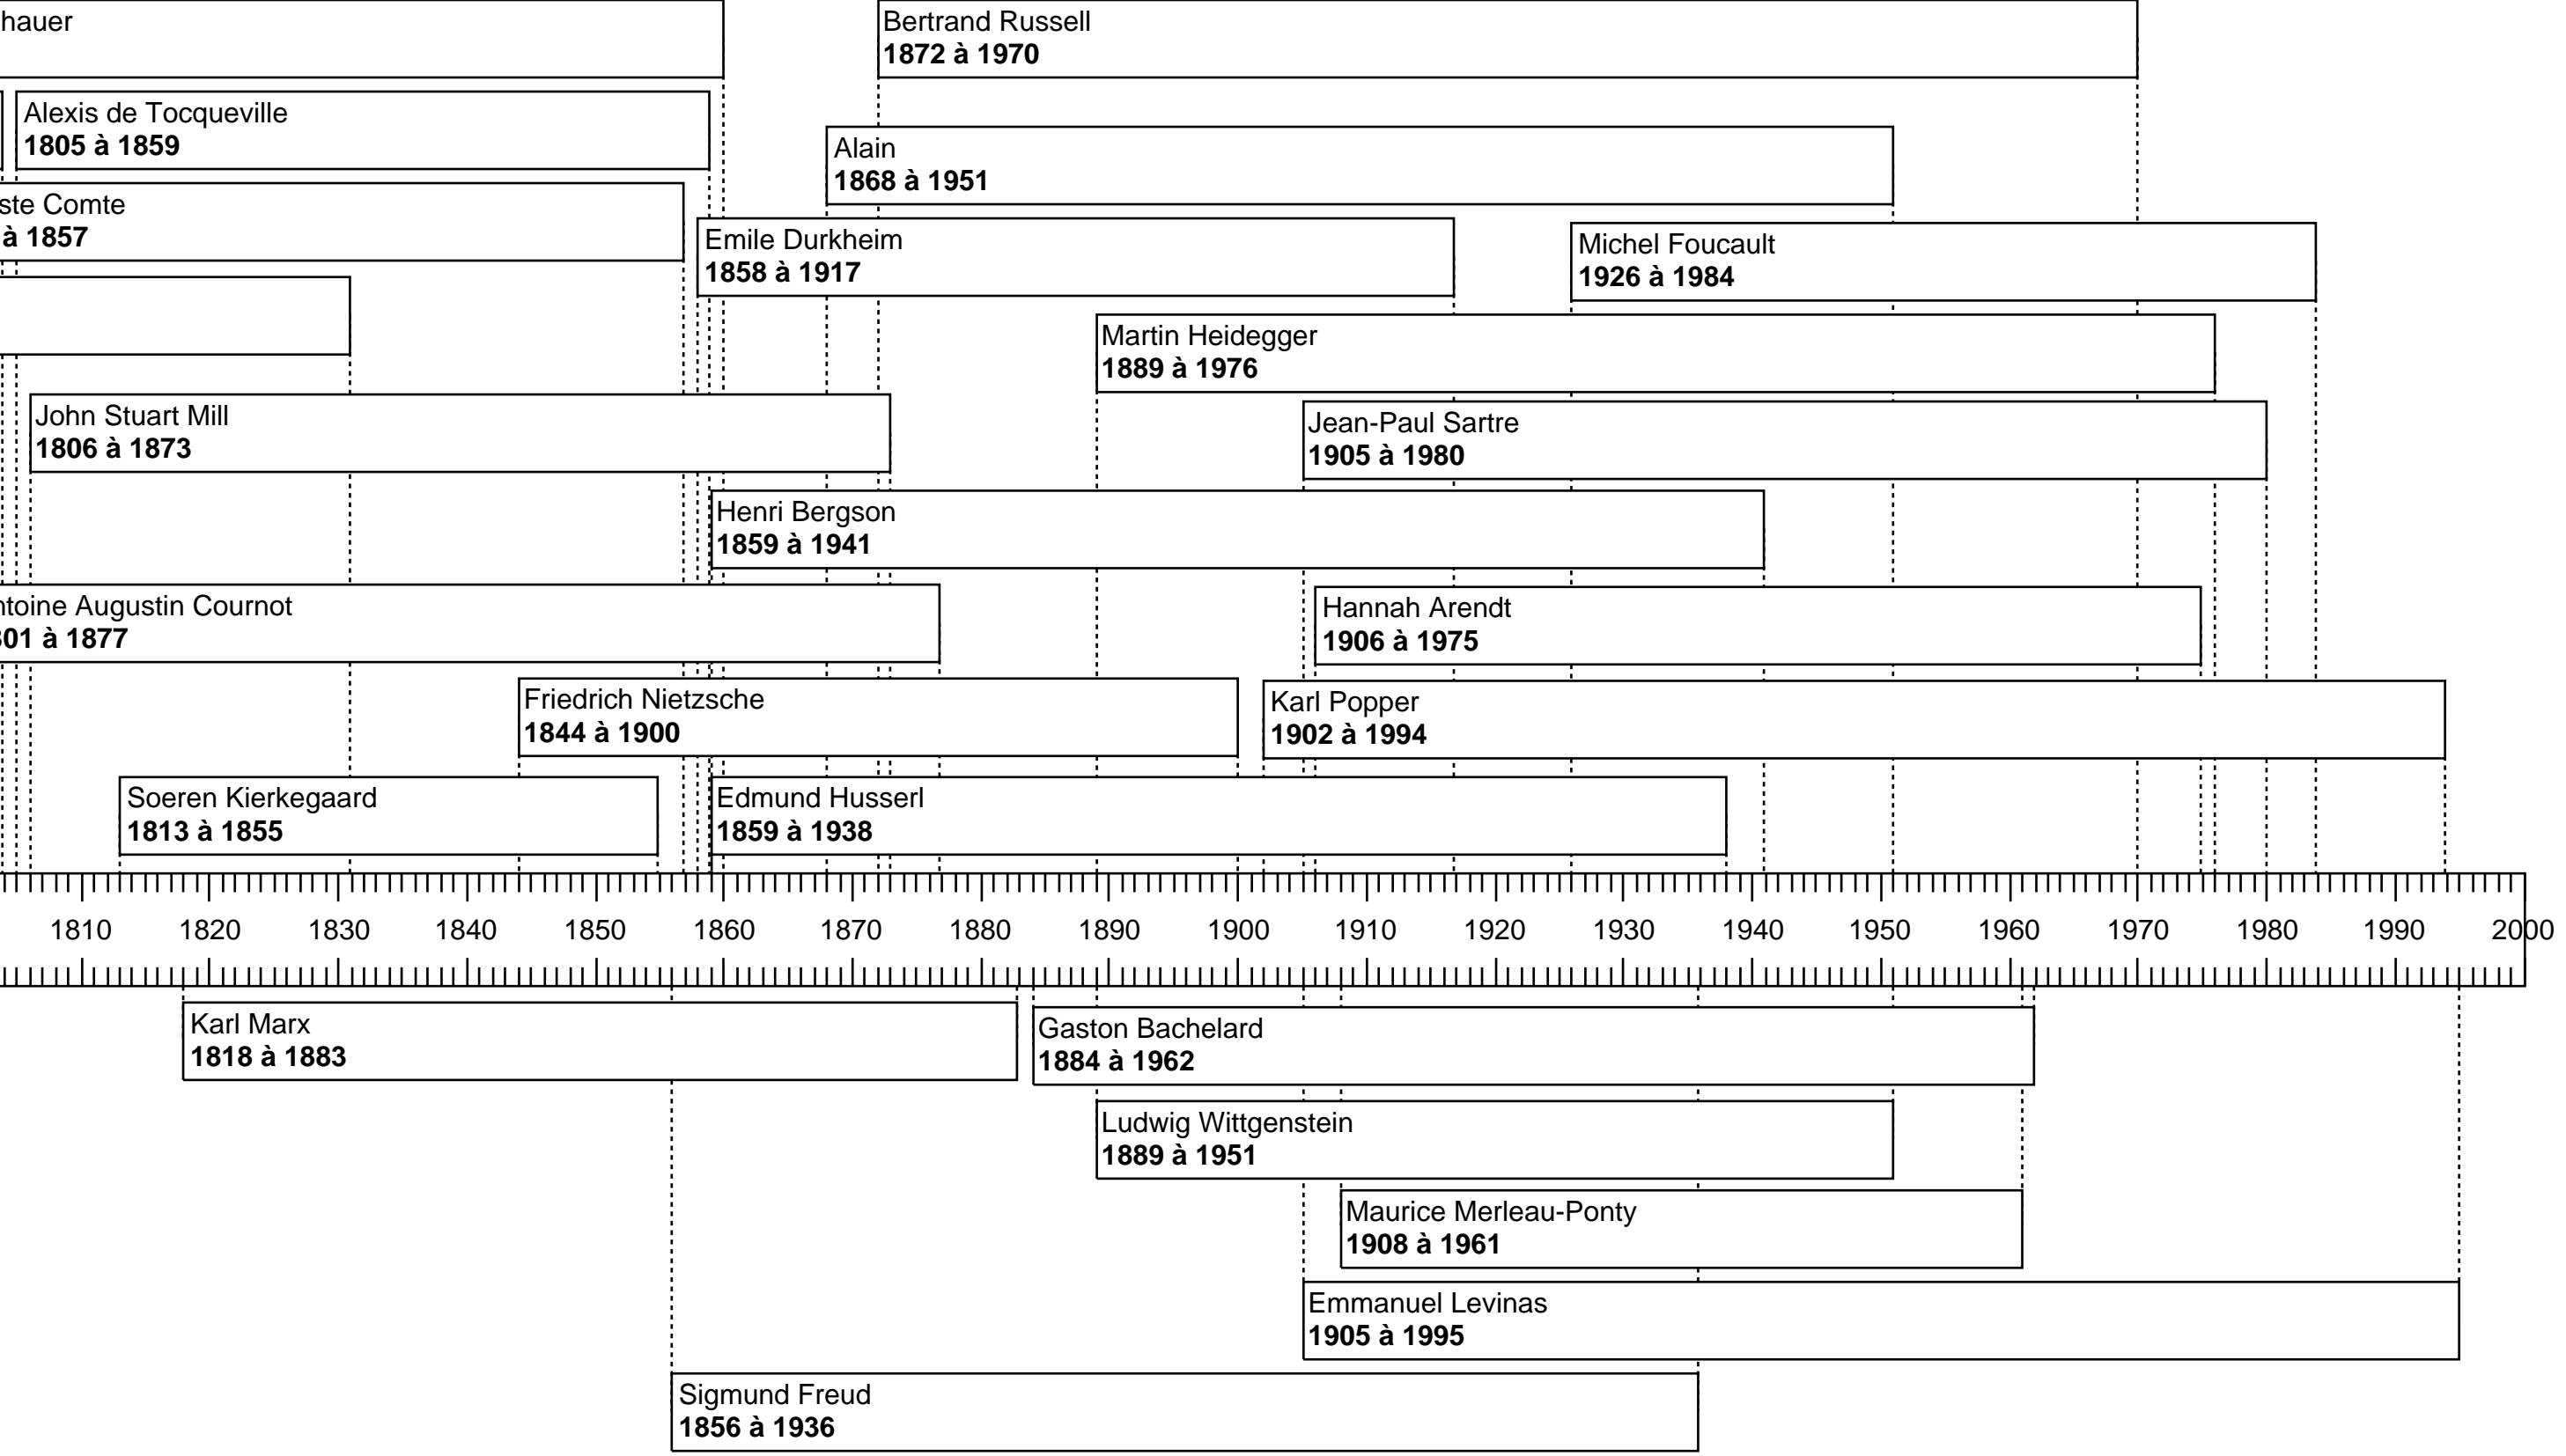 hauer
Bertrand Russell
1872 à 1970
Alexis de Tocqueville
1805 à 1859
Alain
1868 à 1951
ste Comte
à 1857
Emile Durkheim
1858 à 1917
Michel Foucault
1926 à 1984
Martin Heidegger
1889 à 1976
John Stuart Mill
1806 à 1873
Jean-Paul Sartre
1905 à 1980
Henri Bergson
1859 à 1941
ntoine Augustin Cournot
801 à 1877
Hannah Arendt
1906 à 1975
Friedrich Nietzsche
1844 à 1900
Karl Popper
1902 à 1994
Soeren Kierkegaard
1813 à 1855
Edmund Husserl
1859 à 1938
1810 1820 1830 1840 1850 1860 1870 1880 1890 1900 1910 1920 1930 1940 1950 1960 1970 1980 1990 2000
Karl Marx
1818 à 1883
Gaston Bachelard
1884 à 1962
Ludwig Wittgenstein
1889 à 1951
Maurice Merleau-Ponty
1908 à 1961
Emmanuel Levinas
1905 à 1995
Sigmund Freud
1856 à 1936